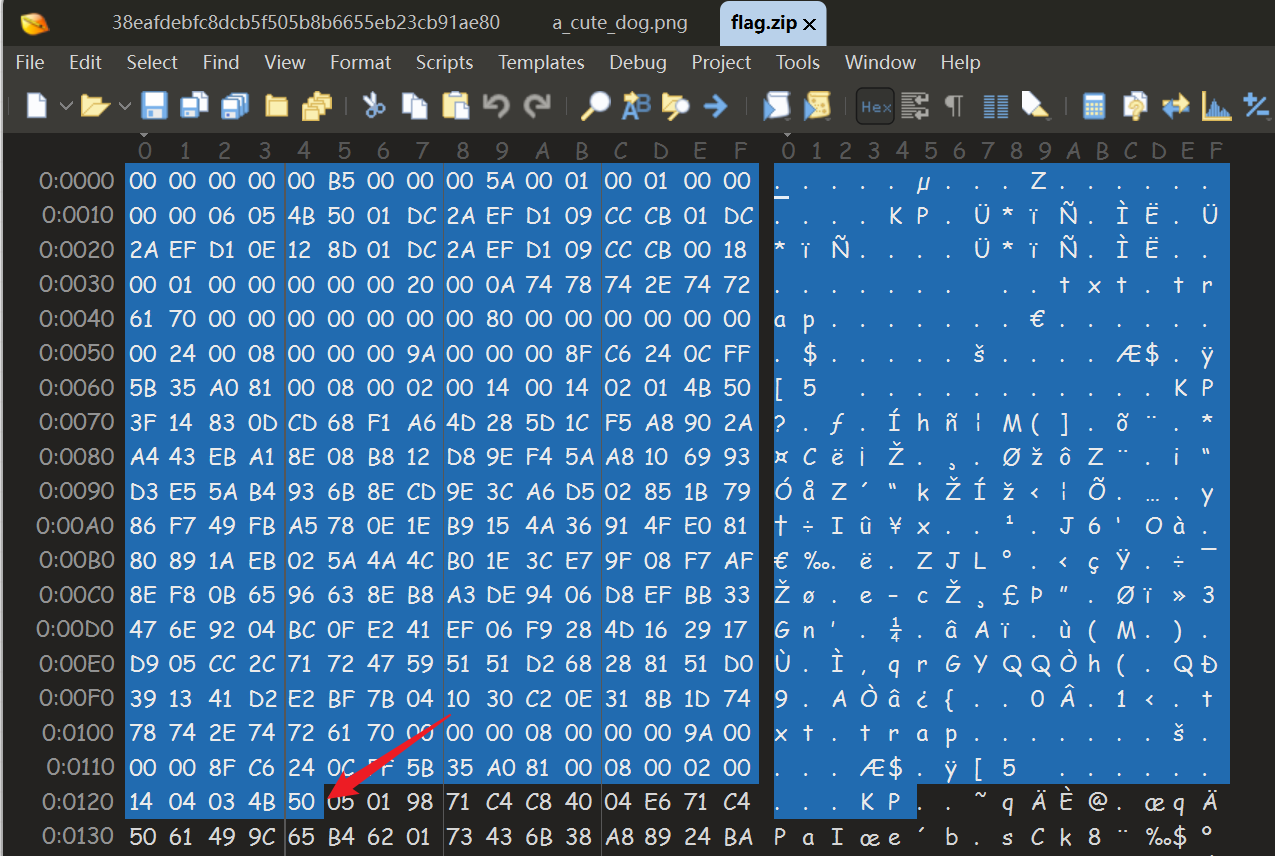 38eafdebfc8dcb5f505b8b6655eb23cb91ae80 a_cute_dog.png flag.zip ×
File Edit Select Find View Format Scripts Templates Debug Project Tools Window Help
Hex
0 1 2 3 4 5 6 7 8 9 A B C D E F 0 1 2 3 4 5 6 7 8 9 A B C D E F
0:0000 00 00 00 00 00 B5 00 00 00 5A 00 01 00 01 00 00 . . . . . µ . . . Z . . . . . .
0:0010 00 00 06 05 4B 50 01 DC 2A EF D1 09 CC CB 01 DC . . . . K P . Ü * ï Ñ . Ì Ë . Ü
0:0020 2A EF D1 0E 12 8D 01 DC 2A EF D1 09 CC CB 00 18 * ï Ñ . . . . Ü * ï Ñ . Ì Ë . .
0:0030 00 01 00 00 00 00 00 20 00 0A 74 78 74 2E 74 72 . . . . . . . . . t x t . t r
0:0040 61 70 00 00 00 00 00 00 00 80 00 00 00 00 00 00 a p . . . . . . . € . . . . . .
0:0050 00 24 00 08 00 00 00 9A 00 00 00 8F C6 24 0C FF . $ . . . . . š . . . . Æ $ . ÿ
0:0060 5B 35 A0 81 00 08 00 02 00 14 00 14 02 01 4B 50 [ 5 . . . . . . . . . . . K P
0:0070 3F 14 83 0D CD 68 F1 A6 4D 28 5D 1C F5 A8 90 2A ? . ƒ . Í h ñ ¦ M ( ] . õ ¨ . *
0:0080 A4 43 EB A1 8E 08 B8 12 D8 9E F4 5A A8 10 69 93 ¤ C ë ¡ Ž . ¸ . Ø ž ô Z ¨ . i “
0:0090 D3 E5 5A B4 93 6B 8E CD 9E 3C A6 D5 02 85 1B 79 Ó å Z ´ “ k Ž Í ž < ¦ Õ . … . y
0:00A0 86 F7 49 FB A5 78 0E 1E B9 15 4A 36 91 4F E0 81 † ÷ I û ¥ x . . ¹ . J 6 ‘ O à .
0:00B0 80 89 1A EB 02 5A 4A 4C B0 1E 3C E7 9F 08 F7 AF € ‰ . ë . Z J L ° . < ç Ÿ . ÷ ¯
0:00C0 8E F8 0B 65 96 63 8E B8 A3 DE 94 06 D8 EF BB 33 Ž ø . e – c Ž ¸ £ Þ ” . Ø ï » 3
0:00D0 47 6E 92 04 BC 0F E2 41 EF 06 F9 28 4D 16 29 17 G n ’ . ¼ . â A ï . ù ( M . ) .
0:00E0 D9 05 CC 2C 71 72 47 59 51 51 D2 68 28 81 51 D0 Ù . Ì , q r G Y Q Q Ò h ( . Q Ð
0:00F0 39 13 41 D2 E2 BF 7B 04 10 30 C2 0E 31 8B 1D 74 9 . A Ò â ¿ { . . 0 Â . 1 ‹ . t
0:0100 78 74 2E 74 72 61 70 00 00 00 08 00 00 00 9A 00 x t . t r a p . . . . . . . š .
0:0110 00 00 8F C6 24 0C FF 5B 35 A0 81 00 08 00 02 00 . . . Æ $ . ÿ [ 5 . . . . . .
0:0120 14 04 03 4B 50 05 01 98 71 C4 C8 40 04 E6 71 C4 . . . K P . . ˜ q Ä È @ . æ q Ä
0:0130 50 61 49 9C 65 B4 62 01 73 43 6B 38 A8 89 24 BA P a I œ e ´ b . s C k 8 ¨ ‰ $ º